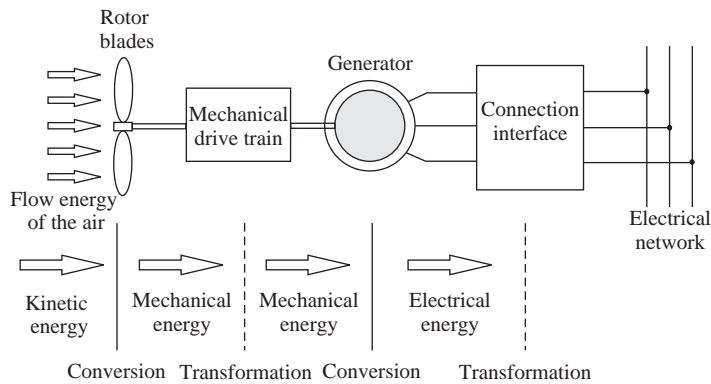 Rotor
blades
Generator
Mechanical
drive train
Connection
interface
Flow energy
of the air
Electrical
network
Kinetic
energy
Mechanical
energy
Mechanical
energy
Electrical
energy
Conversion
Transformation
Conversion
Transformation